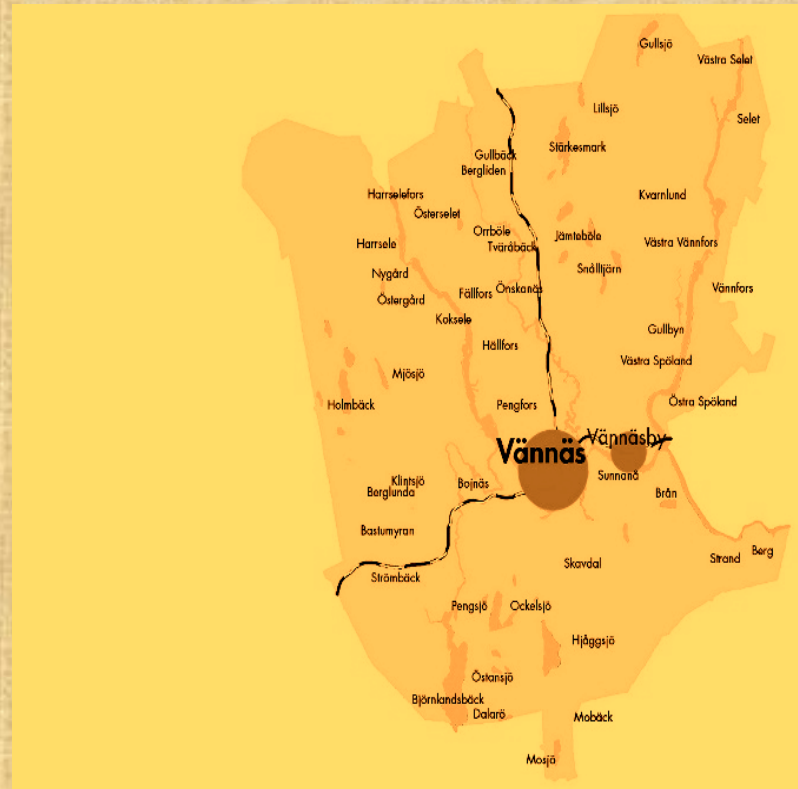 Gullsjö
Västra Selet
Lillsjö
Selet
Stärkesmark
Gullbäck
Bergliden
Harrselefors
Kvarnlund
Österselet
Orrböle
Jämteböle
Harrsele
Tväråbäck
Västra Vännfors
Nygård
Snålltjärn
Vännfors
Fällfors
Önskanäs
Östergård
Koksele
Gullbyn
Hällfors
Västra Spöland
Mjösjö
Holmbäck
Pengfors
Östra Spöland
Vännäs
Vännäsby
Sunnanå
Klintsjö
Bojnäs
Berglunda
Brån
Bastumyran
Strand
Berg
Skavdal
Strömbäck
Pengsjö
Ockelsjö
Hjåggsjö
Östansjö
Björnlandsbäck
Dalarö
Mobäck
Mosjö